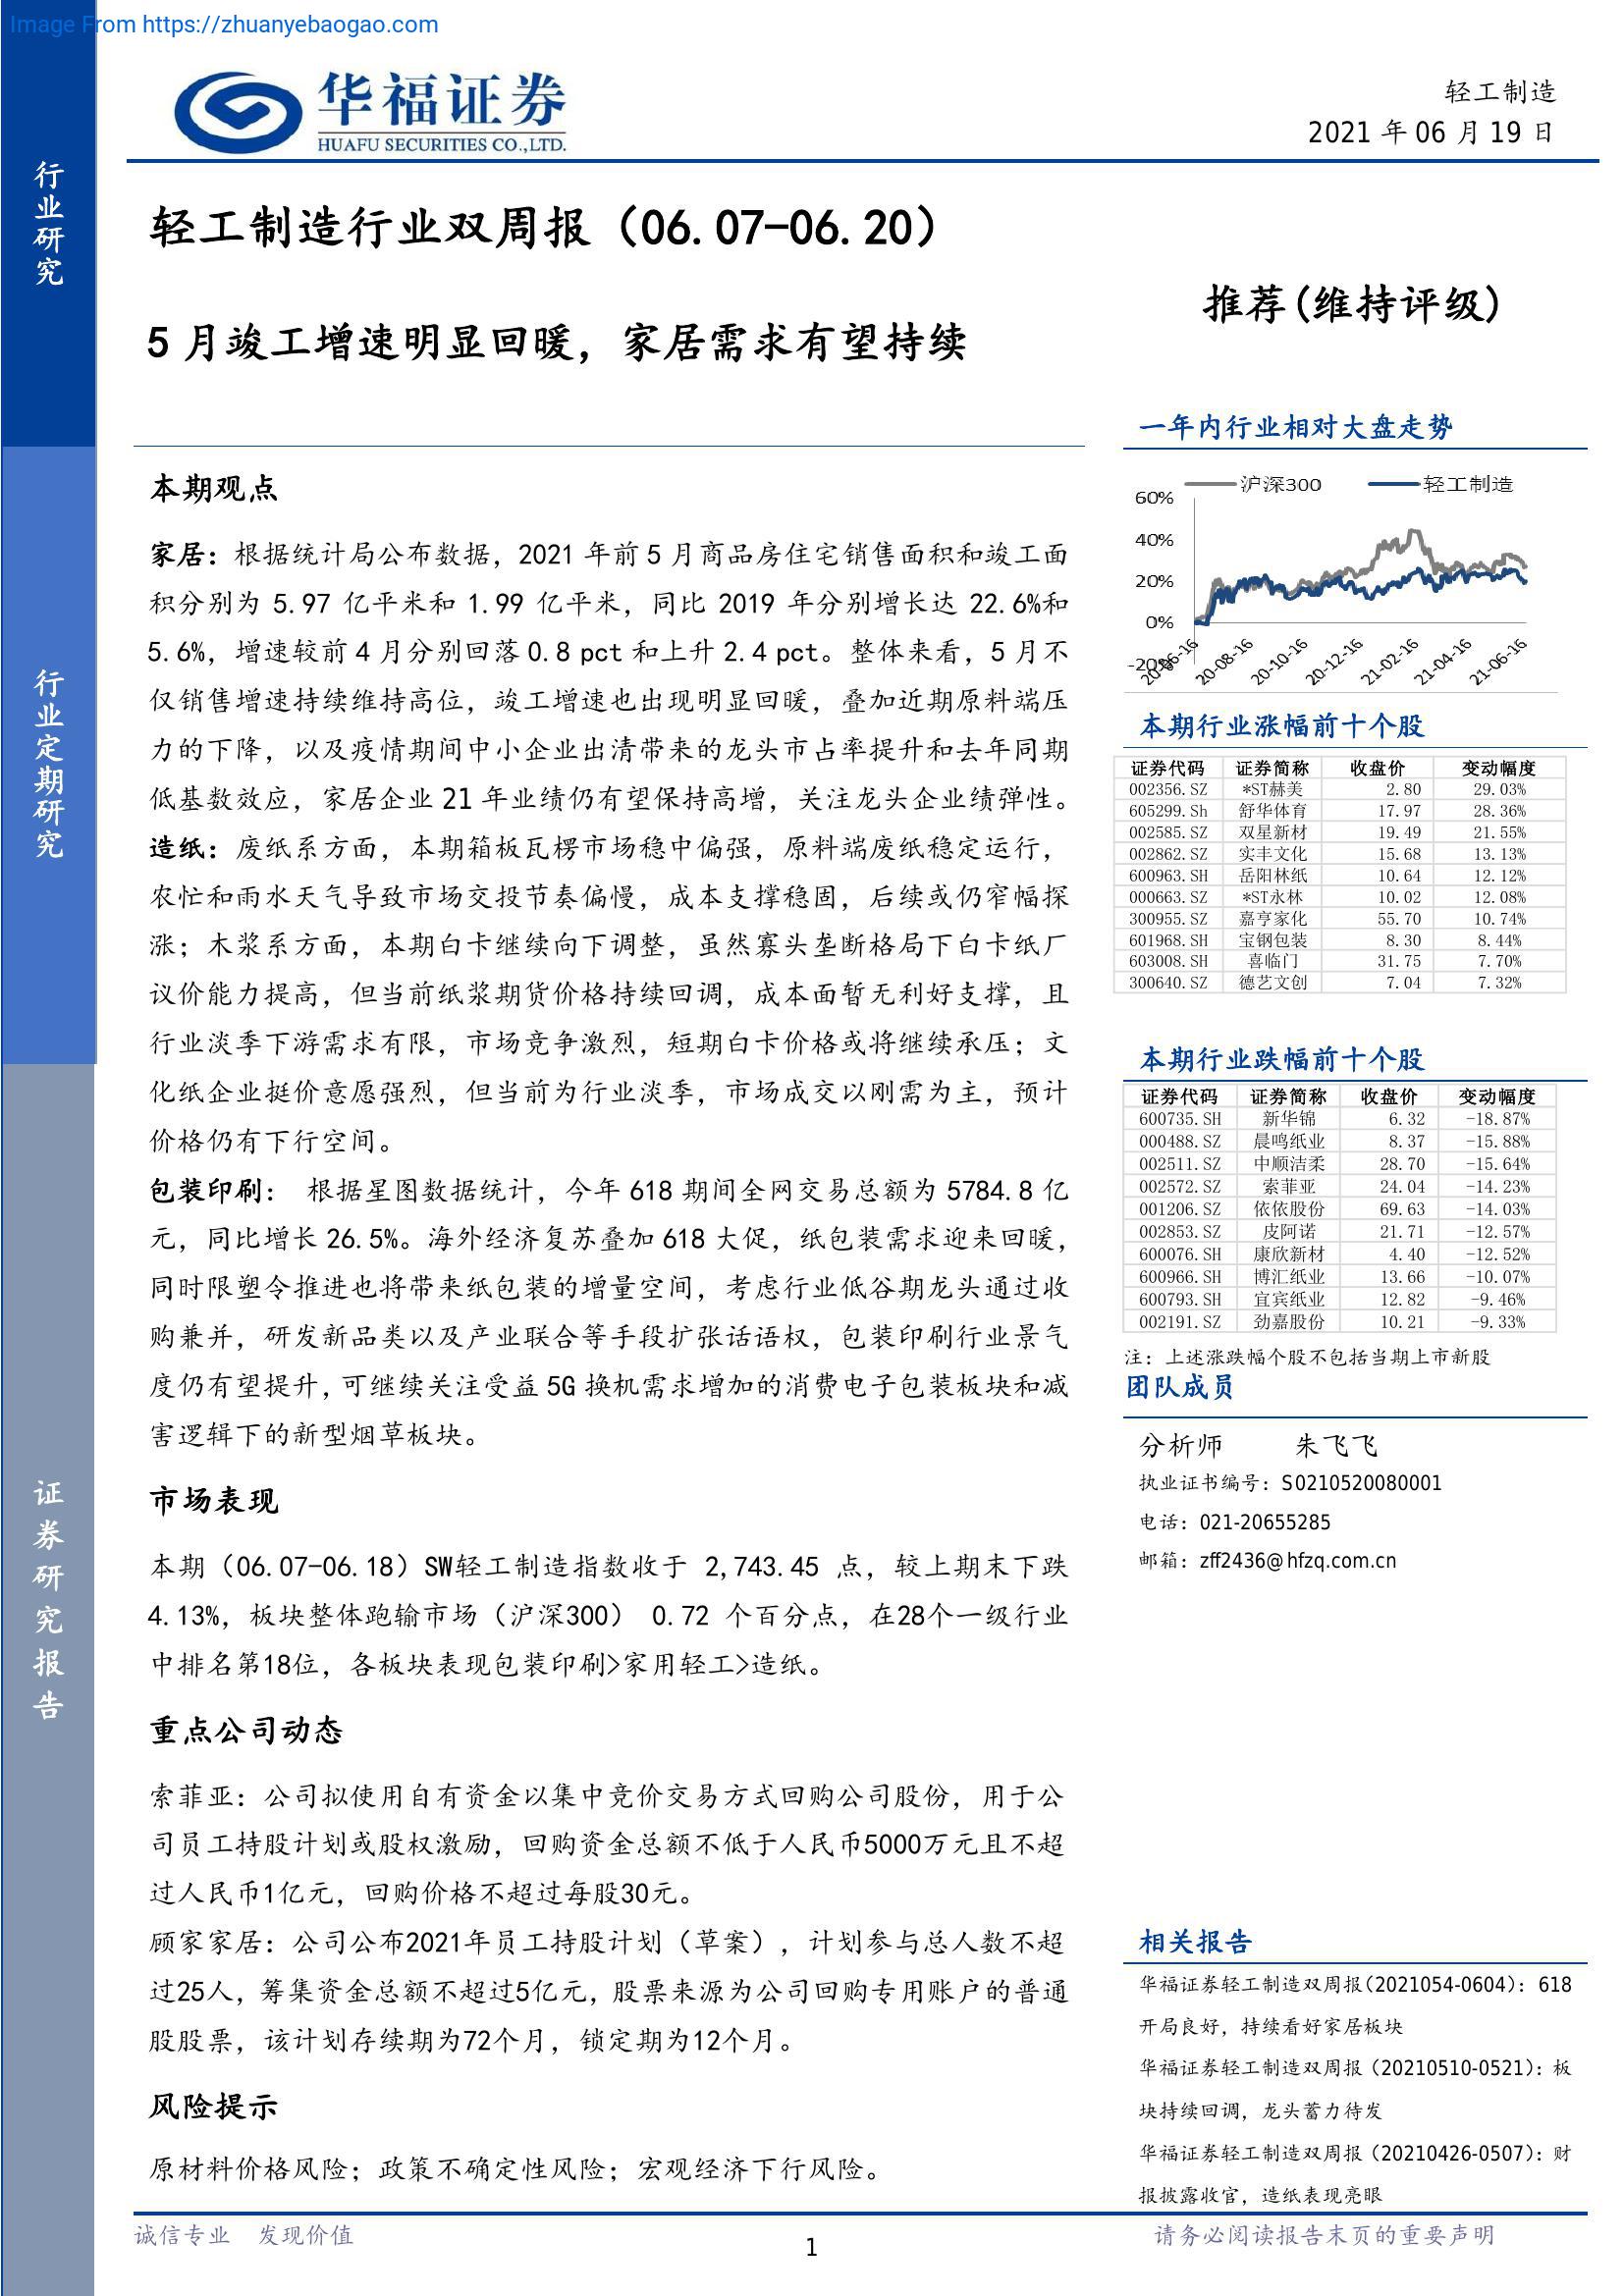 Image From https://zhuanyebaogao.com
华福证券
HUAFU SECURITIES CO.,LTD.
轻工制造
2021 年 06 月 19 日
行业研究
行业定期研究
证券研究报告
轻工制造行业双周报（06.07-06.20）
5 月竣工增速明显回暖，家居需求有望持续
推荐(维持评级)
本期观点
家居：根据统计局公布数据，2021 年前 5 月商品房住宅销售面积和竣工面
积分别为 5.97 亿平米和 1.99 亿平米，同比 2019 年分别增长达 22.6%和
5.6%，增速较前 4 月分别回落 0.8 pct 和上升 2.4 pct。整体来看，5 月不
仅销售增速持续维持高位，竣工增速也出现明显回暖，叠加近期原料端压
力的下降，以及疫情期间中小企业出清带来的龙头市占率提升和去年同期
低基数效应，家居企业 21 年业绩仍有望保持高增，关注龙头企业绩弹性。
造纸：废纸系方面，本期箱板瓦楞市场稳中偏强，原料端废纸稳定运行，
农忙和雨水天气导致市场交投节奏偏慢，成本支撑稳固，后续或仍窄幅探
涨；木浆系方面，本期白卡继续向下调整，虽然寡头垄断格局下白卡纸厂
议价能力提高，但当前纸浆期货价格持续回调，成本面暂无利好支撑，且
行业淡季下游需求有限，市场竞争激烈，短期白卡价格或将继续承压；文
化纸企业挺价意愿强烈，但当前为行业淡季，市场成交以刚需为主，预计
价格仍有下行空间。
包装印刷： 根据星图数据统计，今年 618 期间全网交易总额为 5784.8 亿
元，同比增长 26.5%。海外经济复苏叠加 618 大促，纸包装需求迎来回暖，
同时限塑令推进也将带来纸包装的增量空间，考虑行业低谷期龙头通过收
购兼并，研发新品类以及产业联合等手段扩张话语权，包装印刷行业景气
度仍有望提升，可继续关注受益 5G 换机需求增加的消费电子包装板块和减
害逻辑下的新型烟草板块。
市场表现
本期（06.07-06.18）SW轻工制造指数收于 2,743.45 点，较上期末下跌
4.13%，板块整体跑输市场（沪深300） 0.72 个百分点，在28个一级行业
中排名第18位，各板块表现包装印刷>家用轻工>造纸。
重点公司动态
索菲亚：公司拟使用自有资金以集中竞价交易方式回购公司股份，用于公
司员工持股计划或股权激励，回购资金总额不低于人民币5000万元且不超
过人民币1亿元，回购价格不超过每股30元。
顾家家居：公司公布2021年员工持股计划（草案），计划参与总人数不超
过25人，筹集资金总额不超过5亿元，股票来源为公司回购专用账户的普通
股股票，该计划存续期为72个月，锁定期为12个月。
风险提示
原材料价格风险；政策不确定性风险；宏观经济下行风险。
一年内行业相对大盘走势
沪深300 轻工制造
60%
40%
20%
0%
-20%
20-06-16 20-08-16 20-10-16 20-12-16 21-02-16 21-04-16 21-06-16
本期行业涨幅前十个股
证券代码 证券简称 收盘价 变动幅度
002356.SZ *ST赫美 2.80 29.03%
605299.Sh 舒华体育 17.97 28.36%
002585.SZ 双星新材 19.49 21.55%
002862.SZ 实丰文化 15.68 13.13%
600963.SH 岳阳林纸 10.64 12.12%
000663.SZ *ST永林 10.02 12.08%
300955.SZ 嘉亨家化 55.70 10.74%
601968.SH 宝钢包装 8.30 8.44%
603008.SH 喜临门 31.75 7.70%
300640.SZ 德艺文创 7.04 7.32%
本期行业跌幅前十个股
证券代码 证券简称 收盘价 变动幅度
600735.SH 新华锦 6.32 -18.87%
000488.SZ 晨鸣纸业 8.37 -15.88%
002511.SZ 中顺洁柔 28.70 -15.64%
002572.SZ 索菲亚 24.04 -14.23%
001206.SZ 依依股份 69.63 -14.03%
002853.SZ 皮阿诺 21.71 -12.57%
600076.SH 康欣新材 4.40 -12.52%
600966.SH 博汇纸业 13.66 -10.07%
600793.SH 宜宾纸业 12.82 -9.46%
002191.SZ 劲嘉股份 10.21 -9.33%
注：上述涨跌幅个股不包括当期上市新股
团队成员
分析师 朱飞飞
执业证书编号：S0210520080001
电话：021-20655285
邮箱：zff2436@hfzq.com.cn
相关报告
华福证券轻工制造双周报（2021054-0604）：618
开局良好，持续看好家居板块
华福证券轻工制造双周报（20210510-0521）：板
块持续回调，龙头蓄力待发
华福证券轻工制造双周报（20210426-0507）：财
报披露收官，造纸表现亮眼
诚信专业 发现价值
1
请务必阅读报告末页的重要声明